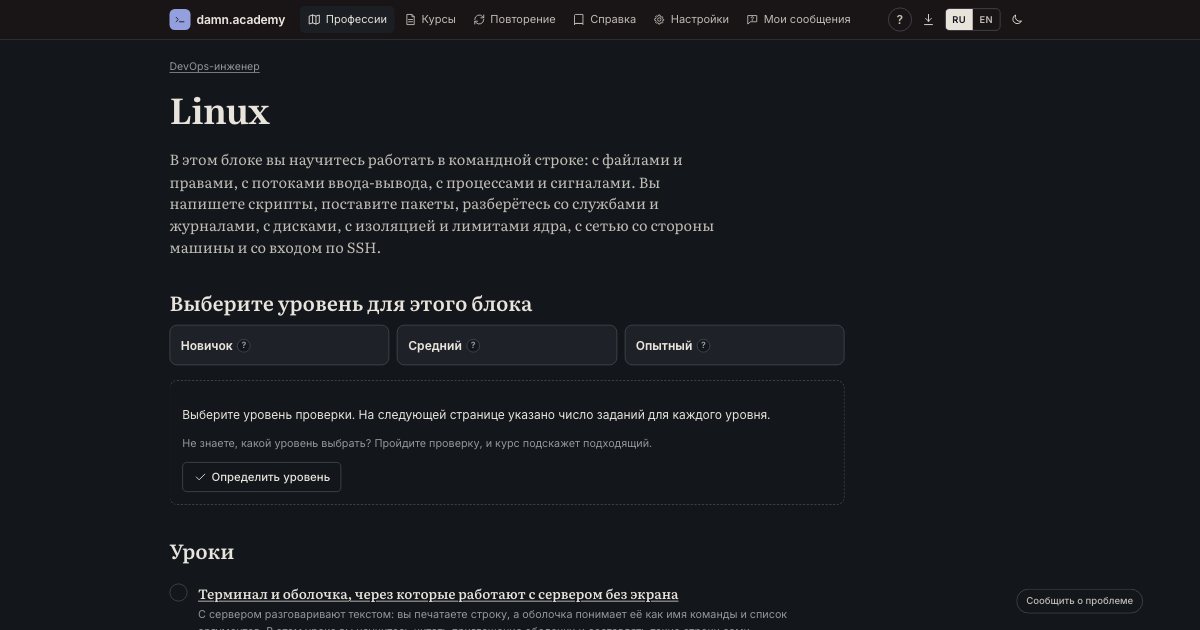 damn.academy Профессии Курсы Повторение Справка Настройки Мои сообщения ? RU EN
DevOps-инженер
Linux
В этом блоке вы научитесь работать в командной строке: с файлами и
правами, с потоками ввода-вывода, с процессами и сигналами. Вы
напишете скрипты, поставите пакеты, разберётесь со службами и
журналами, с дисками, с изоляцией и лимитами ядра, с сетью со стороны
машины и со входом по SSH.
Выберите уровень для этого блока
Новичок ? Средний ? Опытный ?
Выберите уровень проверки. На следующей странице указано число заданий для каждого уровня.
Не знаете, какой уровень выбрать? Пройдите проверку, и курс подскажет подходящий.
Определить уровень
Уроки
Терминал и оболочка, через которые работают с сервером без экрана
С сервером разговаривают текстом: вы печатаете строку, а оболочка понимает её как имя команды и список
Сообщить о проблеме